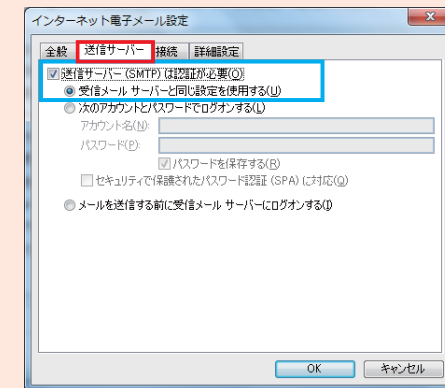 インターネット電子メール設定
全般 送信サーバー 接続 詳細設定
送信サーバー (SMTP) は認証が必要(O)
受信メール サーバーと同じ設定を使用する(U)
次のアカウントとパスワードでログオンする(L)
アカウント名(N):
パスワード(P):
パスワードを保存する(R)
セキュリティで保護されたパスワード認証 (SPA) に対応(Q)
メールを送信する前に受信メール サーバーにログオンする(I)
OK キャンセル